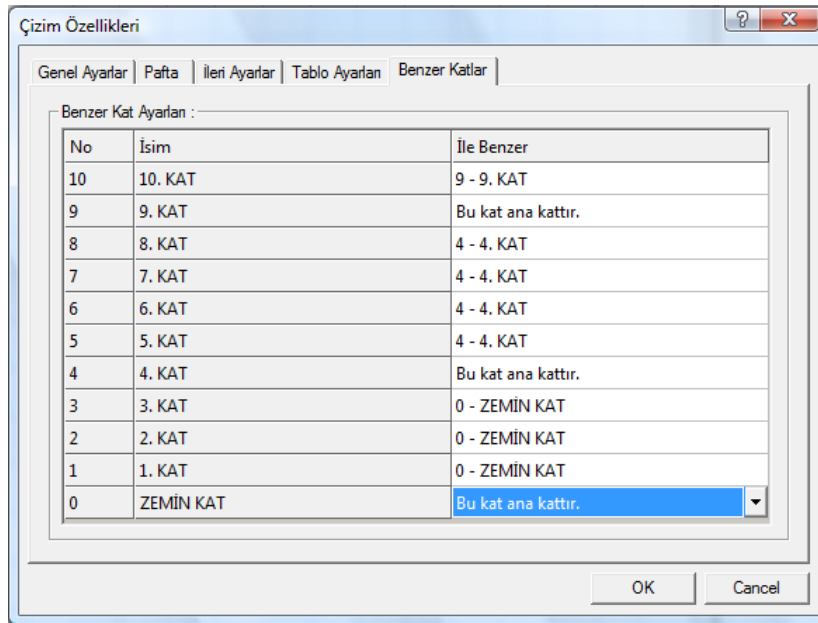 Çizim Özellikleri
Genel Ayarlar Pafta İleri Ayarlar Tablo Ayarları Benzer Katlar
Benzer Kat Ayarları :
No İsim İle Benzer
10 10. KAT 9 - 9. KAT
9 9. KAT Bu kat ana kattır.
8 8. KAT 4 - 4. KAT
7 7. KAT 4 - 4. KAT
6 6. KAT 4 - 4. KAT
5 5. KAT 4 - 4. KAT
4 4. KAT Bu kat ana kattır.
3 3. KAT 0 - ZEMİN KAT
2 2. KAT 0 - ZEMİN KAT
1 1. KAT 0 - ZEMİN KAT
0 ZEMİN KAT Bu kat ana kattır.
OK Cancel